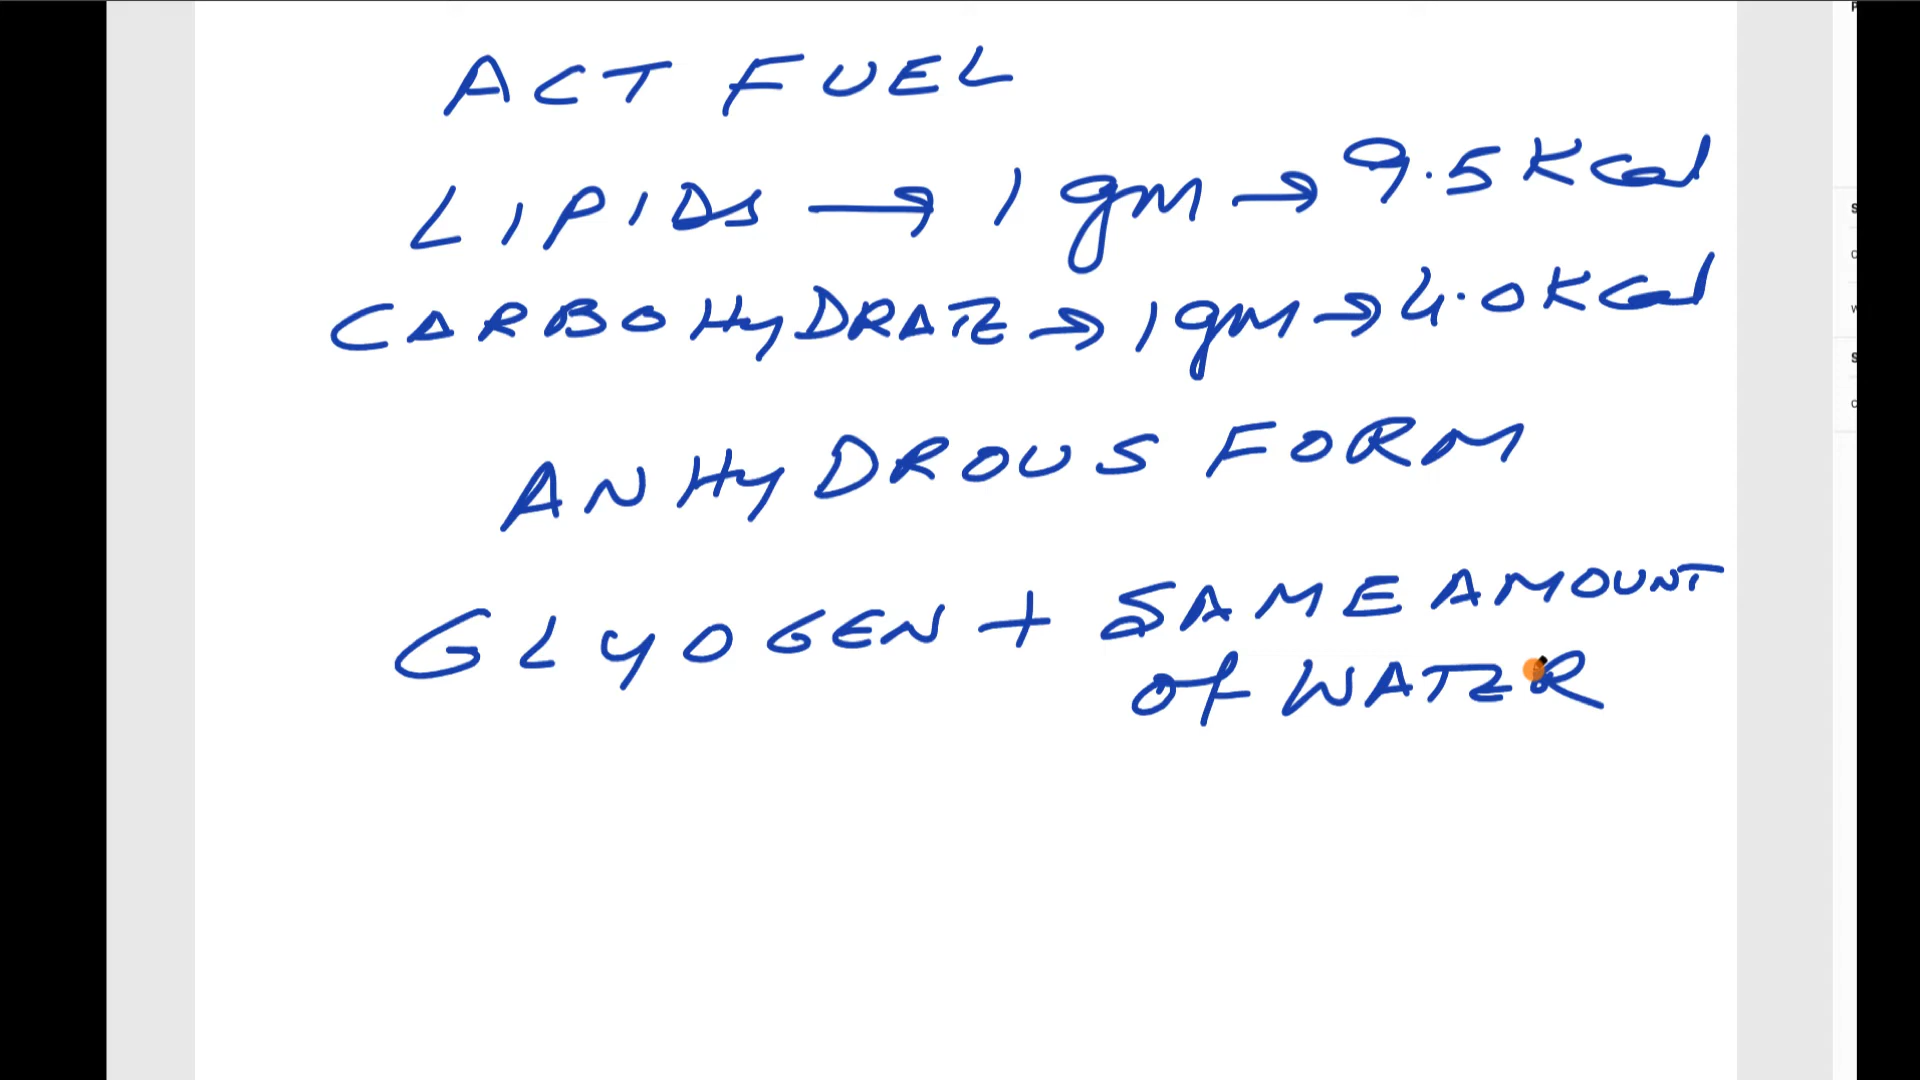 ACT FUEL
LIPIDS → 1 gm → 9.5 Kcal
CARBOHYDRATE → 1 gm → 4.0 Kcal
ANHYDROUS FORM
GLYOGEN + SAME AMOUNT
of WATER